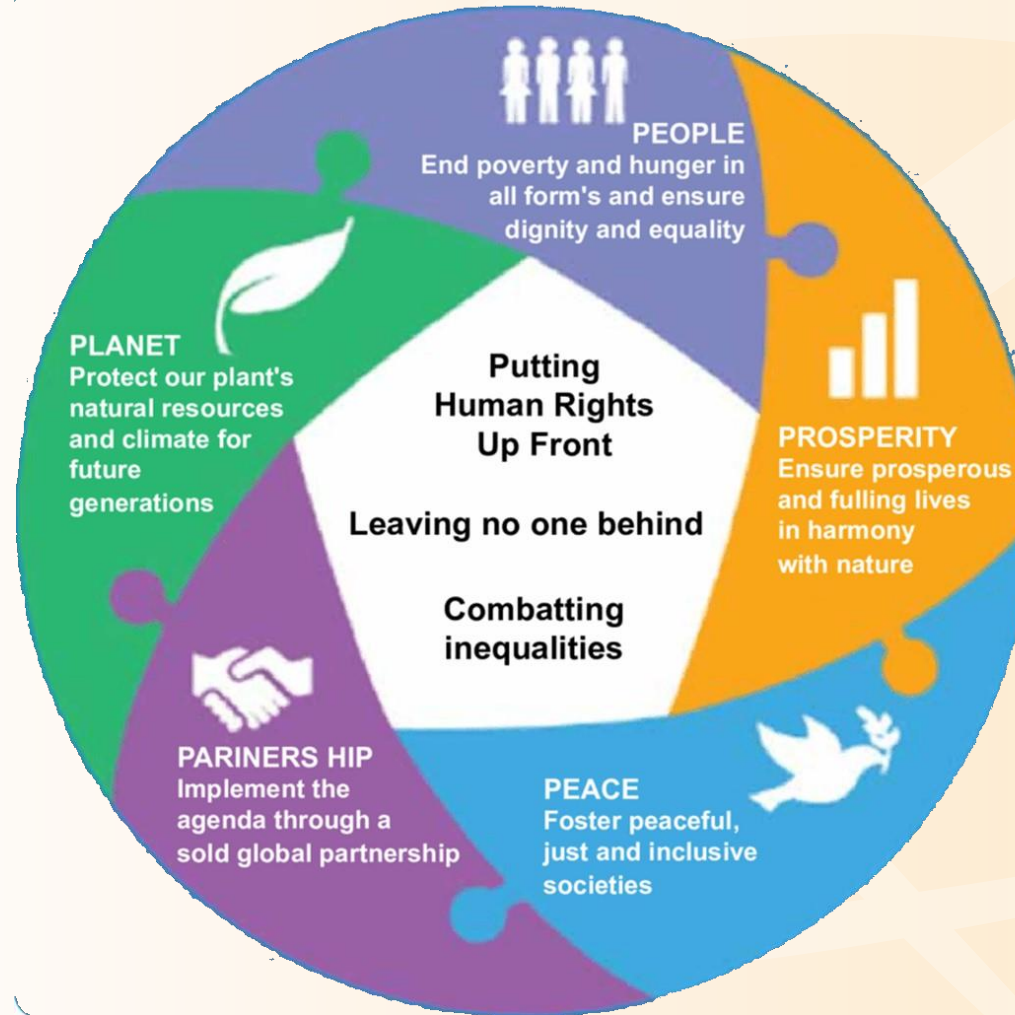 PEOPLE
End poverty and hunger in
all form's and ensure
dignity and equality
PROSPERITY
Ensure prosperous
and fulling lives
in harmony
with nature
PEACE
Foster peaceful,
just and inclusive
societies
PARINERS HIP
Implement the
agenda through a
sold global partnership
PLANET
Protect our plant's
natural resources
and climate for
future
generations
Putting
Human Rights
Up Front
Leaving no one behind
Combatting
inequalities